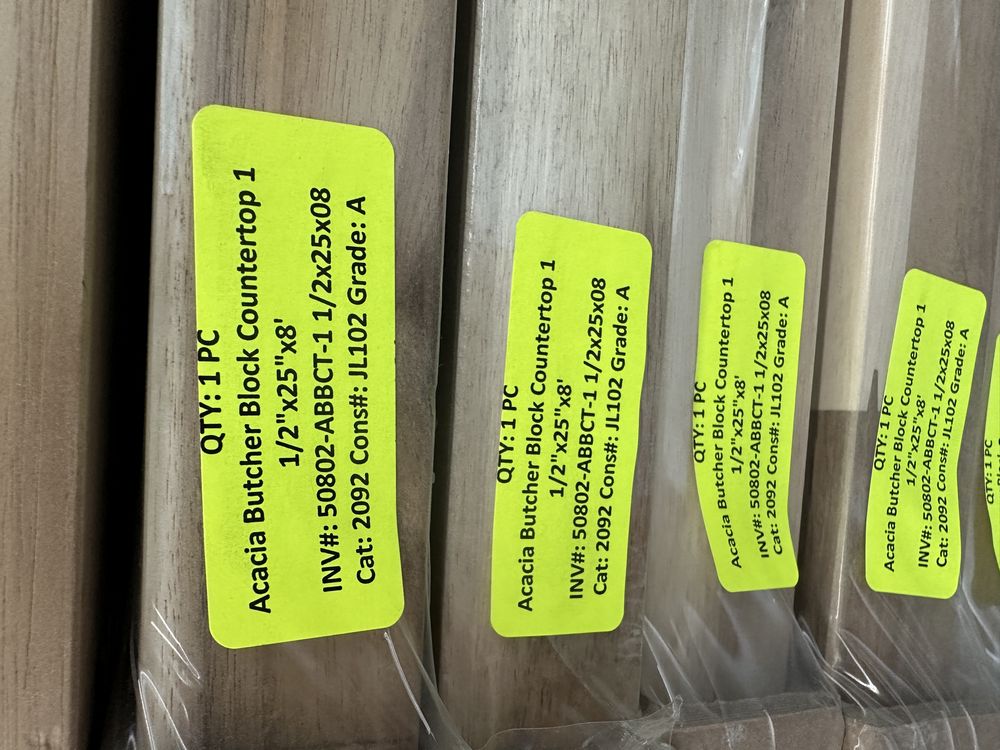 QTY: 1 PC
Acacia Butcher Block Countertop 1
1/2"x25"x8'
INV#: 50802-ABBCT-1 1/2x25x08
Cat: 2092 Cons#: JL102 Grade: A
QTY: 1 PC
Acacia Butcher Block Countertop 1
1/2"x25"x8'
INV#: 50802-ABBCT-1 1/2x25x08
Cat: 2092 Cons#: JL102 Grade: A
QTY: 1 PC
Acacia Butcher Block Countertop 1
1/2"x25"x8'
INV#: 50802-ABBCT-1 1/2x25x08
Cat: 2092 Cons#: JL102 Grade: A
QTY: 1 PC
Acacia Butcher Block Countertop 1
1/2"x25"x8'
INV#: 50802-ABBCT-1 1/2x25x08
Cat: 2092 Cons#: JL102 Grade: A
QTY: 1 PC